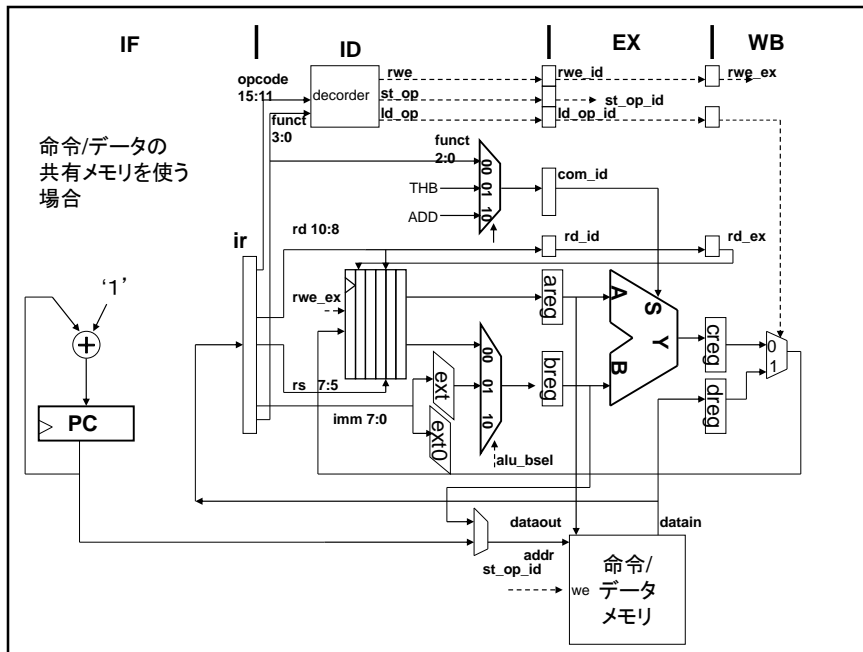 IF
ID
EX
WB
opcode
15:11
decorder
rwe
st_op
ld_op
rwe_id
st_op_id
ld_op_id
rwe_ex
funct
3:0
命令/データの
共有メモリを使う
場合
funct
2:0
THB
ADD
00
01
10
com_id
ir
rd 10:8
rd_id
rd_ex
rwe_ex
areg
breg
A
B
S
Y
creg
dreg
0
1
'1'
+
PC
rs 7:5
imm 7:0
ext
ext0
00
01
10
alu_bsel
dataout
datain
addr
st_op_id
we
命令/
データ
メモリ